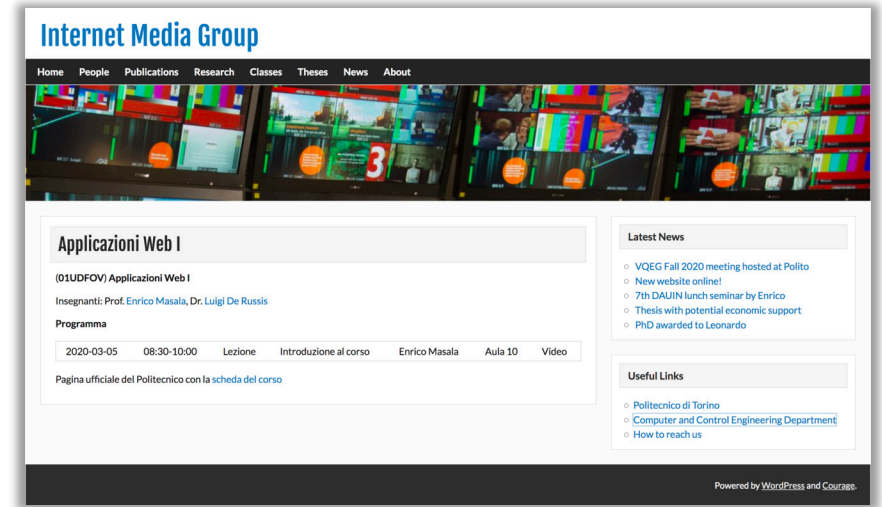 Internet Media Group
Home People Publications Research Classes Theses News About
3
Applicazioni Web I
(01UDFOV) Applicazioni Web I
Insegnanti: Prof. Enrico Masala, Dr. Luigi De Russis
Programma
2020-03-05 08:30-10:00 Lezione Introduzione al corso Enrico Masala Aula 10 Video
Pagina ufficiale del Politecnico con la scheda del corso
Latest News
VQEG Fall 2020 meeting hosted at Polito
New website online!
7th DAUIN lunch seminar by Enrico
Thesis with potential economic support
PhD awarded to Leonardo
Useful Links
Politecnico di Torino
Computer and Control Engineering Department
How to reach us
Powered by WordPress and Courage.